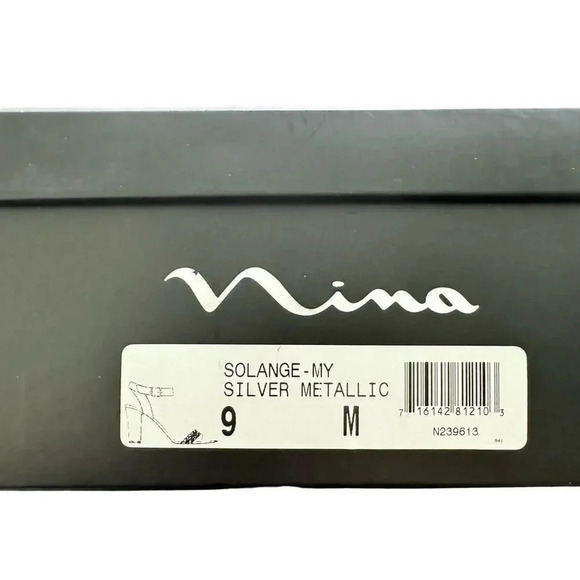 Nina
SOLANGE-MY
SILVER METALLIC
9 M
7 16142 81210 3
N239613